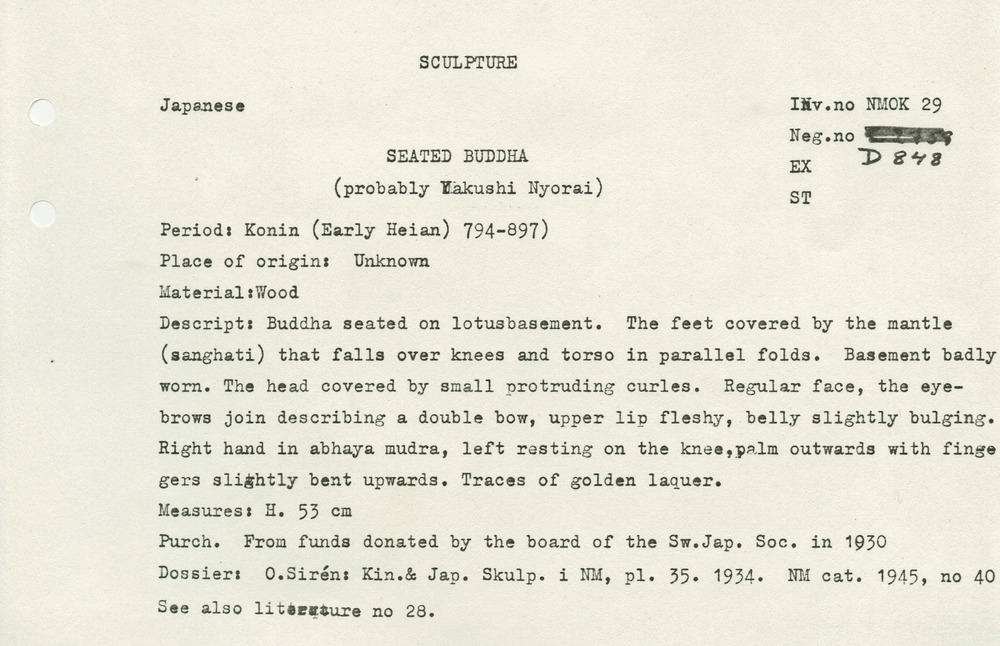 SCULPTURE
Japanese
Inv.no NMOK 29
Neg.no
D 848
SEATED BUDDHA
EX
(probably Yakushi Nyorai)
ST
Period: Konin (Early Heian) 794-897)
Place of origin: Unknown
Material:Wood
Descript: Buddha seated on lotusbasement. The feet covered by the mantle
(sanghati) that falls over knees and torso in parallel folds. Basement badly
worn. The head covered by small protruding curles. Regular face, the eye-
brows join describing a double bow, upper lip fleshy, belly slightly bulging.
Right hand in abhaya mudra, left resting on the knee,palm outwards with finge
gers slightly bent upwards. Traces of golden laquer.
Measures: H. 53 cm
Purch. From funds donated by the board of the Sw.Jap. Soc. in 1930
Dossier: O.Sirén: Kin.& Jap. Skulp. i NM, pl. 35. 1934. NM cat. 1945, no 40
See also literature no 28.